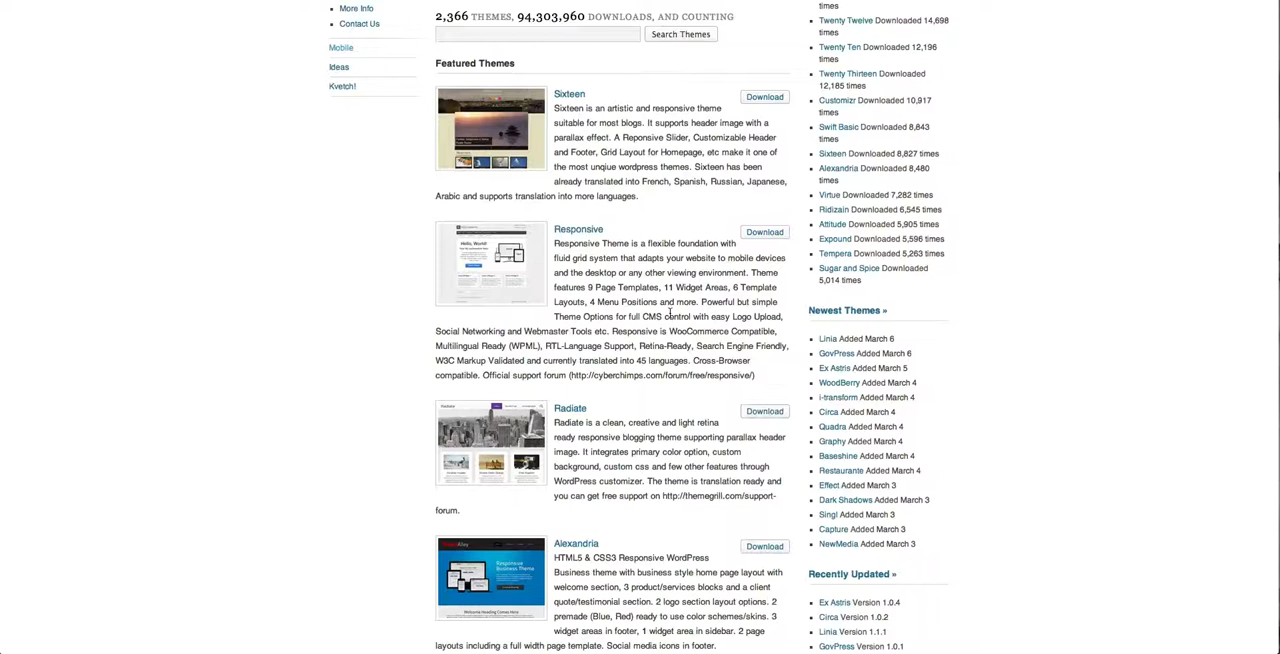 More Info
Contact Us
Mobile
Ideas
Kvetch!
2,366 THEMES, 94,303,960 DOWNLOADS, AND COUNTING
Search Themes
Featured Themes
Sixteen
Download
Sixteen is an artistic and responsive theme
suitable for most blogs. It supports header image with a
parallax effect. A Reponsive Slider, Customizable Header
and Footer, Grid Layout for Homepage, etc make it one of
the most unqiue wordpress themes. Sixteen has been
already translated into French, Spanish, Russian, Japanese,
Arabic and supports translation into more languages.
Responsive
Download
Hello, World!
Responsive Theme is a flexible foundation with
fluid grid system that adapts your website to mobile devices
and the desktop or any other viewing environment. Theme
features 9 Page Templates, 11 Widget Areas, 6 Template
Layouts, 4 Menu Positions and more. Powerful but simple
Theme Options for full CMS control with easy Logo Upload,
Social Networking and Webmaster Tools etc. Responsive is WooCommerce Compatible,
Multilingual Ready (WPML), RTL-Language Support, Retina-Ready, Search Engine Friendly,
W3C Markup Validated and currently translated into 45 languages. Cross-Browser
compatible. Official support forum (http://cyberchimps.com/forum/free/responsive/)
Radiate
Download
Radiate
Radiate is a clean, creative and light retina
ready responsive blogging theme supporting parallax header
image. It integrates primary color option, custom
background, custom css and few other features through
WordPress customizer. The theme is translation ready and
you can get free support on http://themegrill.com/support-
forum.
Alexandria
Download
Responsive
Business Theme
Welcome Heading Comes Here
HTML5 & CSS3 Responsive WordPress
Business theme with business style home page layout with
welcome section, 3 product/services blocks and a client
quote/testimonial section. 2 logo section layout options. 2
premade (Blue, Red) ready to use color schemes/skins. 3
widget areas in footer, 1 widget area in sidebar. 2 page
layouts including a full width page template. Social media icons in footer.
times
Twenty Twelve Downloaded 14,698
times
Twenty Ten Downloaded 12,196
times
Twenty Thirteen Downloaded
12,185 times
Customizr Downloaded 10,917
times
Swift Basic Downloaded 8,843
times
Sixteen Downloaded 8,827 times
Alexandria Downloaded 8,480
times
Virtue Downloaded 7,282 times
Ridizain Downloaded 6,545 times
Attitude Downloaded 5,905 times
Expound Downloaded 5,596 times
Tempera Downloaded 5,263 times
Sugar and Spice Downloaded
5,014 times
Newest Themes »
Linia Added March 6
GovPress Added March 6
Ex Astris Added March 5
WoodBerry Added March 4
i-transform Added March 4
Circa Added March 4
Quadra Added March 4
Graphy Added March 4
Baseshine Added March 4
Restaurante Added March 4
Effect Added March 3
Dark Shadows Added March 3
Singl Added March 3
Capture Added March 3
NewMedia Added March 3
Recently Updated »
Ex Astris Version 1.0.4
Circa Version 1.0.2
Linia Version 1.1.1
GovPress Version 1.0.1